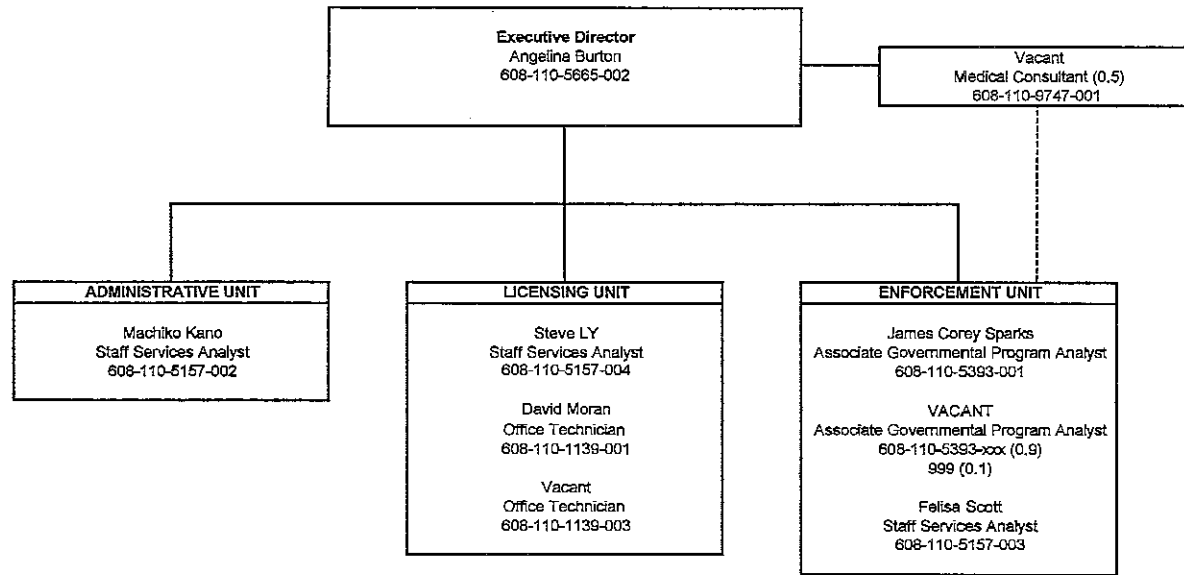 Executive Director
Angelina Burton
608-110-5665-002
Vacant
Medical Consultant (0.5)
608-110-9747-001
ADMINISTRATIVE UNIT
Machiko Kano
Staff Services Analyst
608-110-5157-002
LICENSING UNIT
Steve LY
Staff Services Analyst
608-110-5157-004
David Moran
Office Technician
608-110-1139-001
Vacant
Office Technician
608-110-1139-003
ENFORCEMENT UNIT
James Corey Sparks
Associate Governmental Program Analyst
608-110-5393-001
VACANT
Associate Governmental Program Analyst
608-110-5393-xxx (0.9)
999 (0.1)
Felisa Scott
Staff Services Analyst
608-110-5157-003